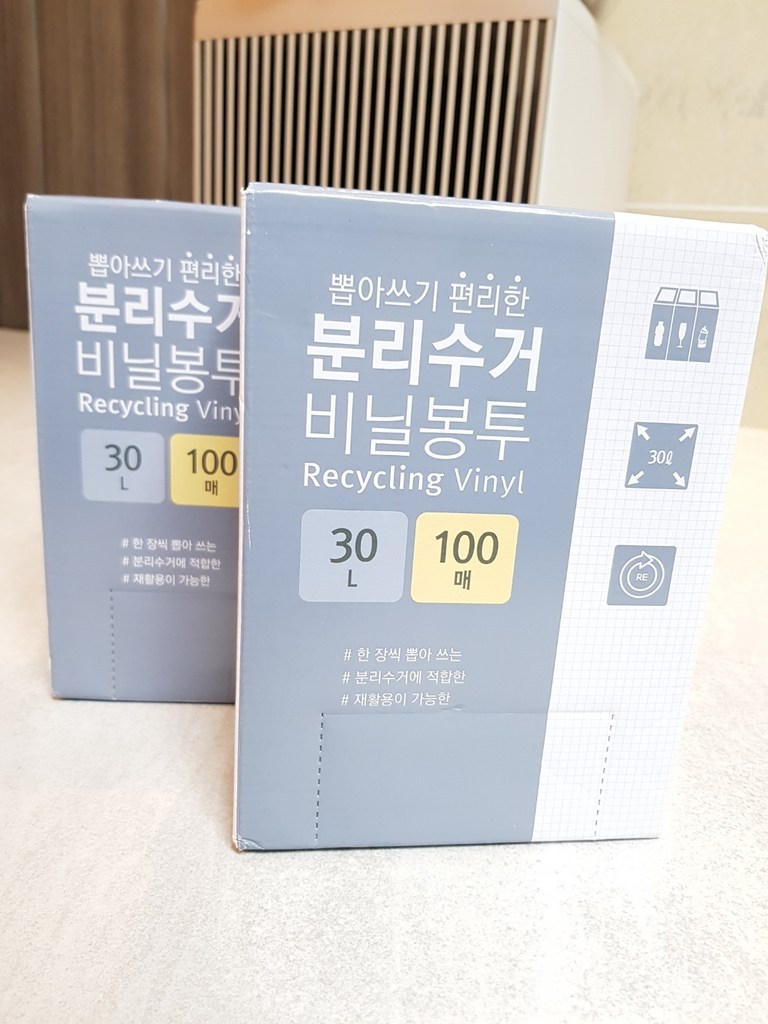 뽑아쓰기 편리한
분리수거
비닐봉투
Recycling Vinyl
30
L
100
매
# 한 장씩 뽑아 쓰는
# 분리수거에 적합한
# 재활용이 가능한
30ℓ
RE
뽑아쓰기 편리한
분리수거
비닐봉투
Recycling Viny
30
L
100
매
# 한 장씩 뽑아 쓰는
# 분리수거에 적합한
# 재활용이 가능한